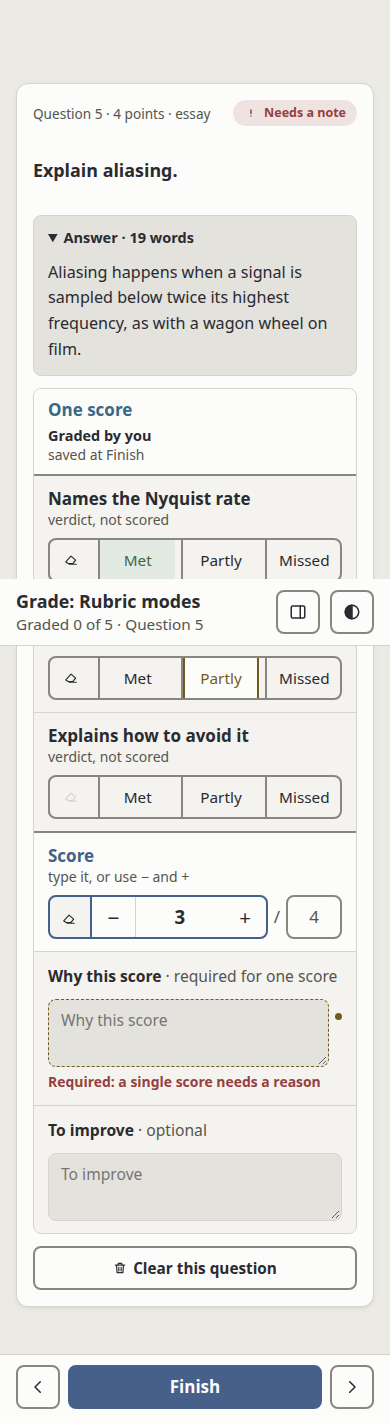 Question 5 · 4 points · essay
! Needs a note
Explain aliasing.
▼ Answer · 19 words
Aliasing happens when a signal is
sampled below twice its highest
frequency, as with a wagon wheel on
film.
One score
Graded by you
saved at Finish
Names the Nyquist rate
verdict, not scored
Met Partly Missed
Grade: Rubric modes
Graded 0 of 5 · Question 5
Met Partly Missed
Explains how to avoid it
verdict, not scored
Met Partly Missed
Score
type it, or use − and +
− 3 + / 4
Why this score · required for one score
Why this score
Required: a single score needs a reason
To improve · optional
To improve
Clear this question
Finish